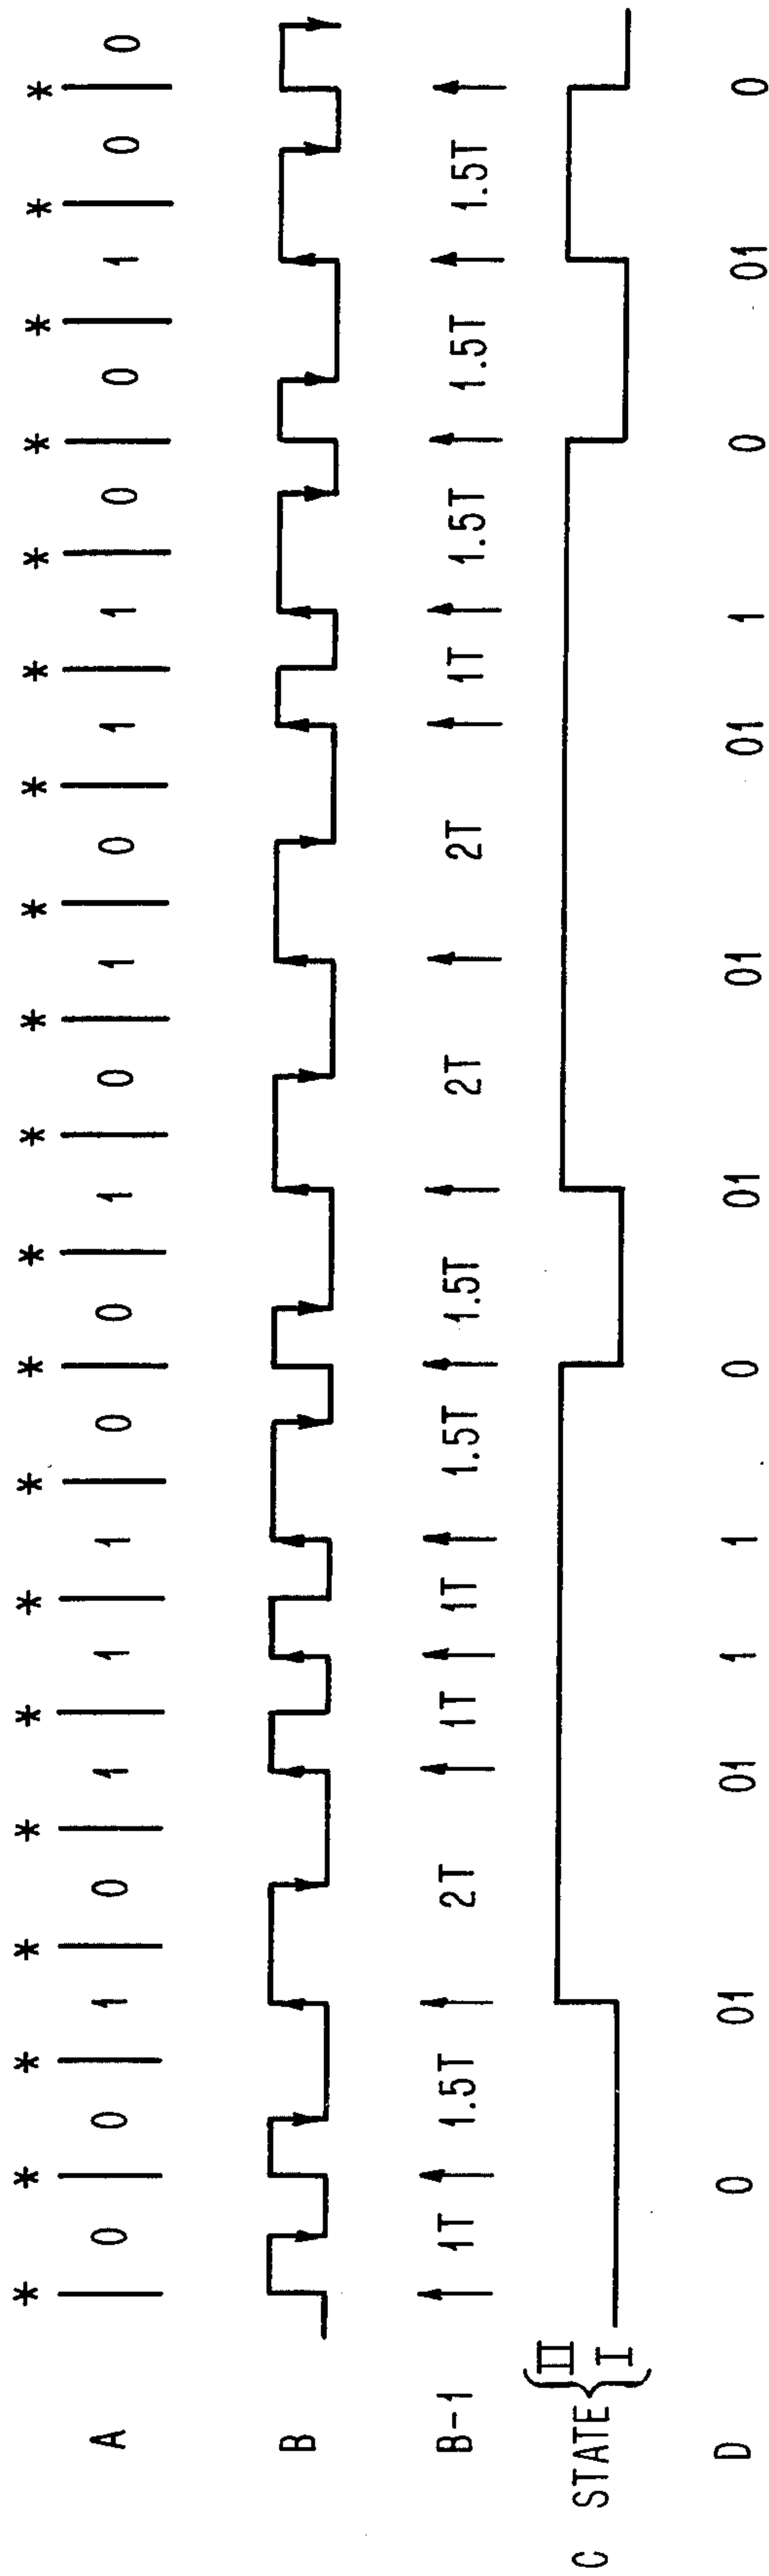 * * * * * * * * * * * * * * * * * * * *
A 0 0 1 0 1 1 1 0 0 1 0 1 0 1 1 0 0 1 0 0
B
B-1 1T 1.5T 2T 1T 1T 1.5T 1.5T 2T 2T 1T 1.5T 1.5T 1.5T
II
C STATE
I
D 0 01 01 1 1 0 01 01 01 1 0 01 0